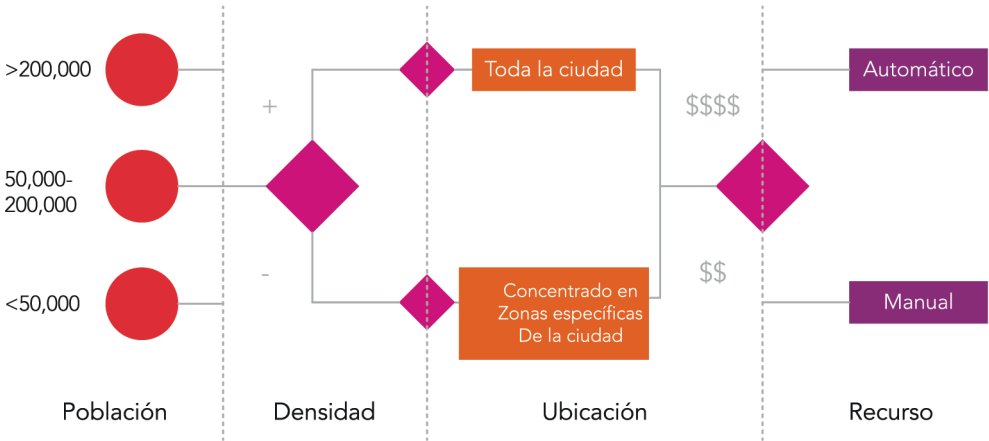 >200,000
50,000-
200,000
<50,000
+
-
Toda la ciudad
Concentrado en
Zonas específicas
De la ciudad
$$$$
$$
Automático
Manual
Población
Densidad
Ubicación
Recurso